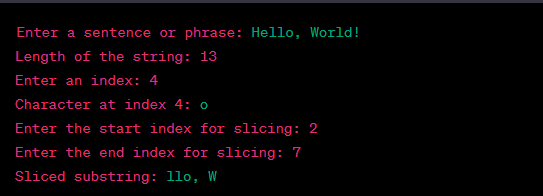 Enter a sentence or phrase: Hello, World!
Length of the string: 13
Enter an index: 4
Character at index 4: o
Enter the start index for slicing: 2
Enter the end index for slicing: 7
Sliced substring: llo, W